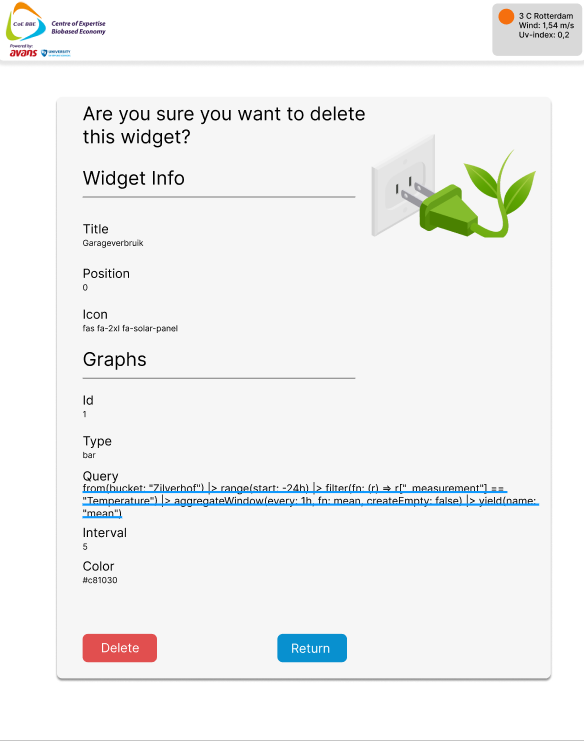 CoE BBE
Centre of Expertise
Biobased Economy
Powered by:
avans
UNIVERSITY
3 C Rotterdam
Wind: 1,54 m/s
Uv-index: 0,2
Are you sure you want to delete
this widget?
Widget Info
Title
Garageverbruik
Position
0
Icon
fas fa-2xl fa-solar-panel
Graphs
Id
1
Type
bar
Query
from(bucket: "Zilverhof") |> range(start: -24h) |> filter(fn: (r) => r["_measurement"] ==
"Temperature") |> aggregateWindow(every: 1h, fn: mean, createEmpty: false) |> yield(name:
"mean")
Interval
5
Color
#c81030
Delete
Return